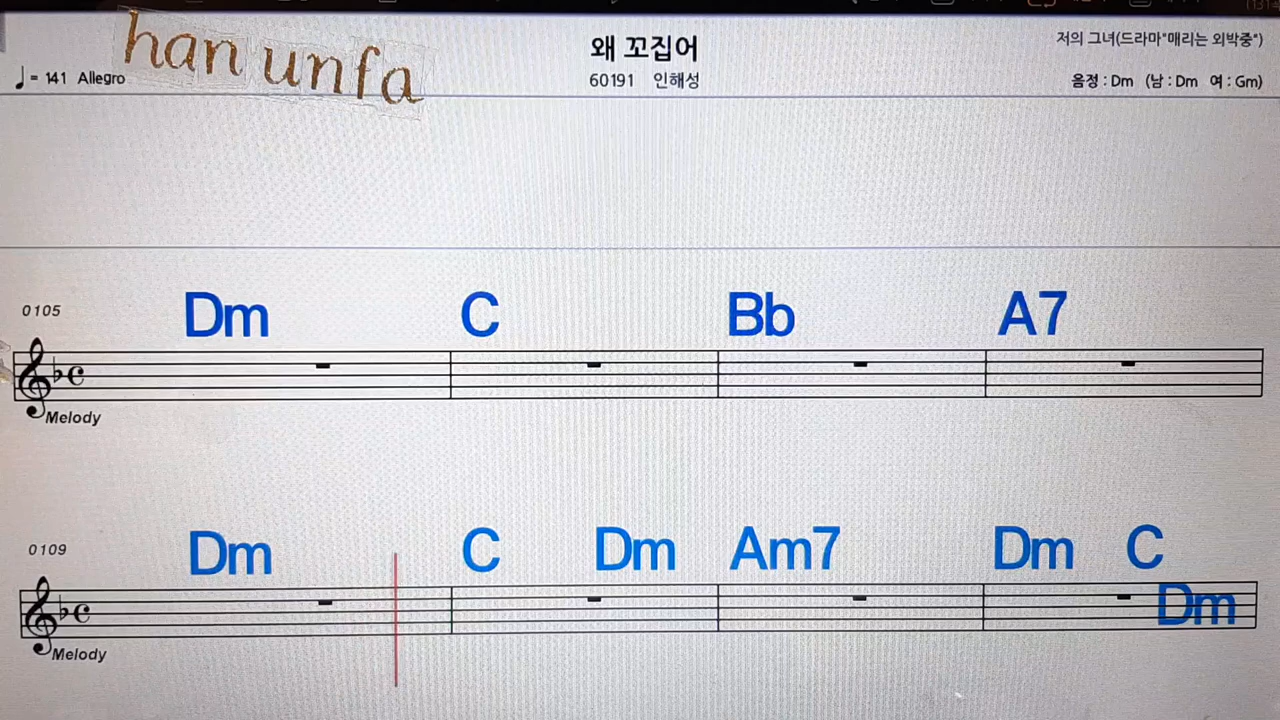 han unfa
♩= 141 Allegro
왜 꼬집어
60191 인해성
저의 그녀(드라마"매리는 외박중")
음정 : Dm (남 : Dm 여 : Gm)
0105
Dm C Bb A7
Melody
0109
Dm C Dm Am7 Dm C
Dm
Melody